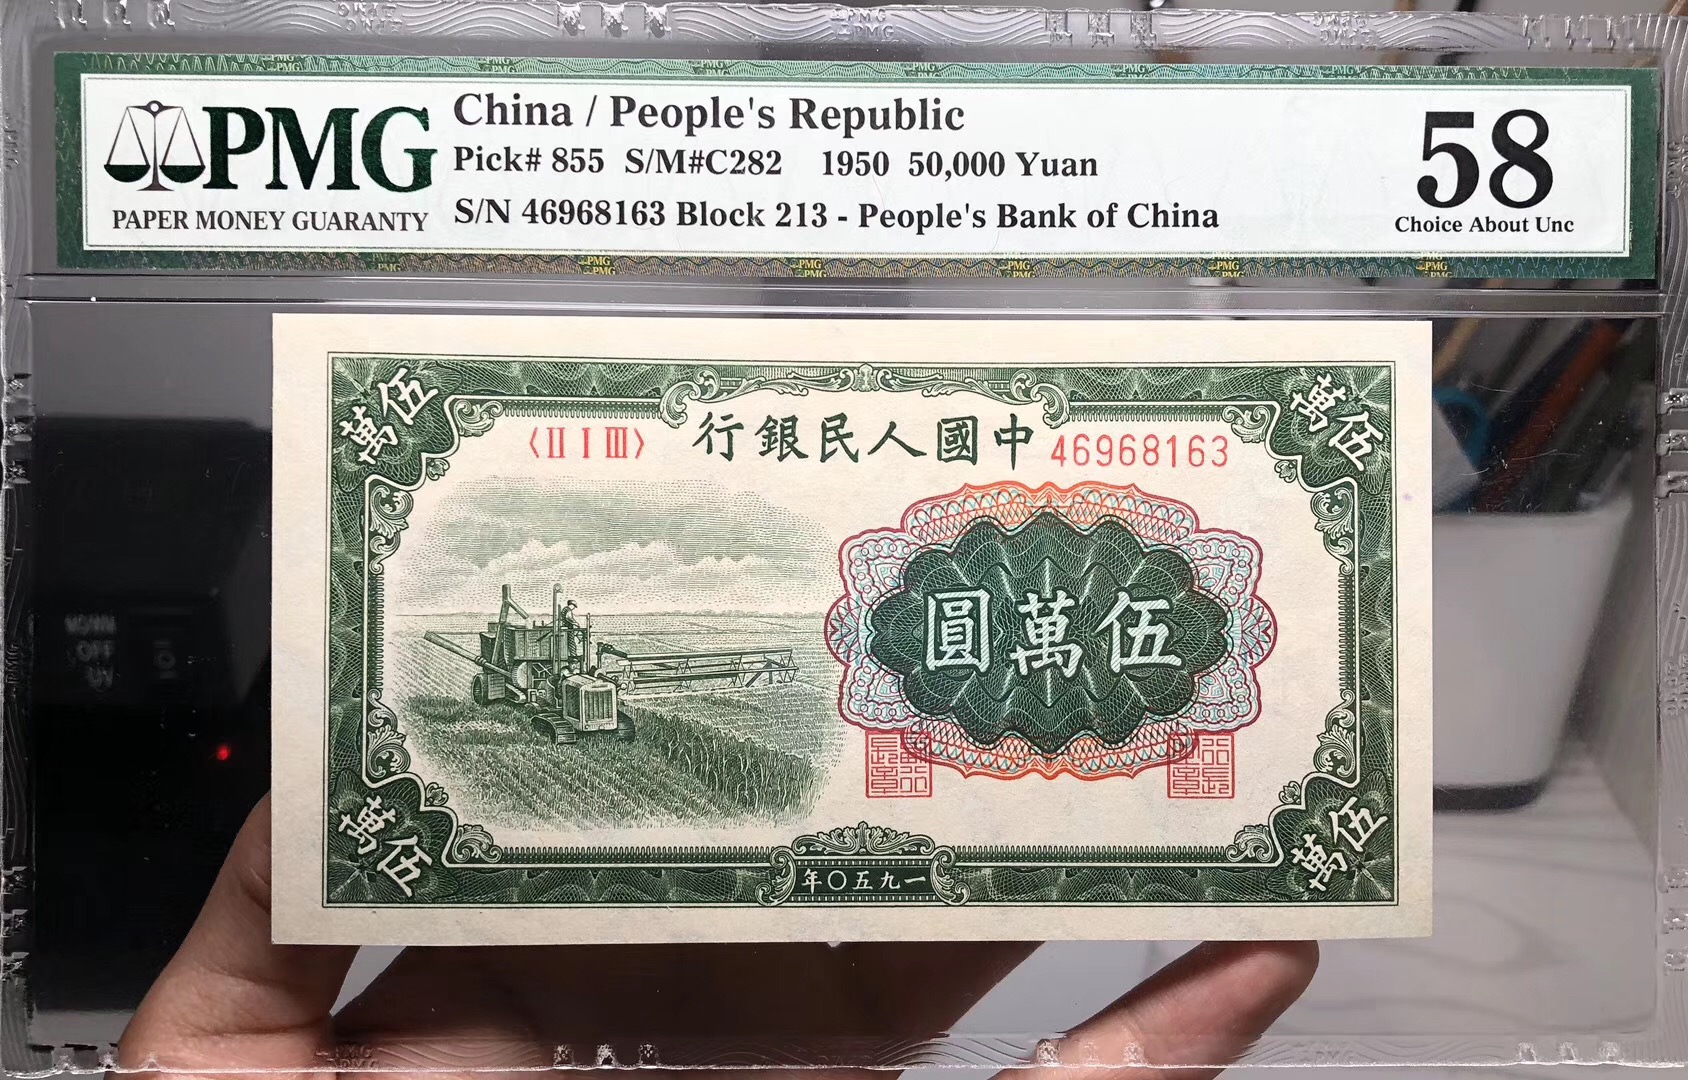 PMG
PAPER MONEY GUARANTY
China / People's Republic
Pick# 855 S/M#C282 1950 50,000 Yuan
S/N 46968163 Block 213 - People's Bank of China
58
Choice About Unc
伍萬
伍萬
〈II I III〉
行銀民人國中
46968163
圓萬伍
伍萬
伍萬
年〇五九一